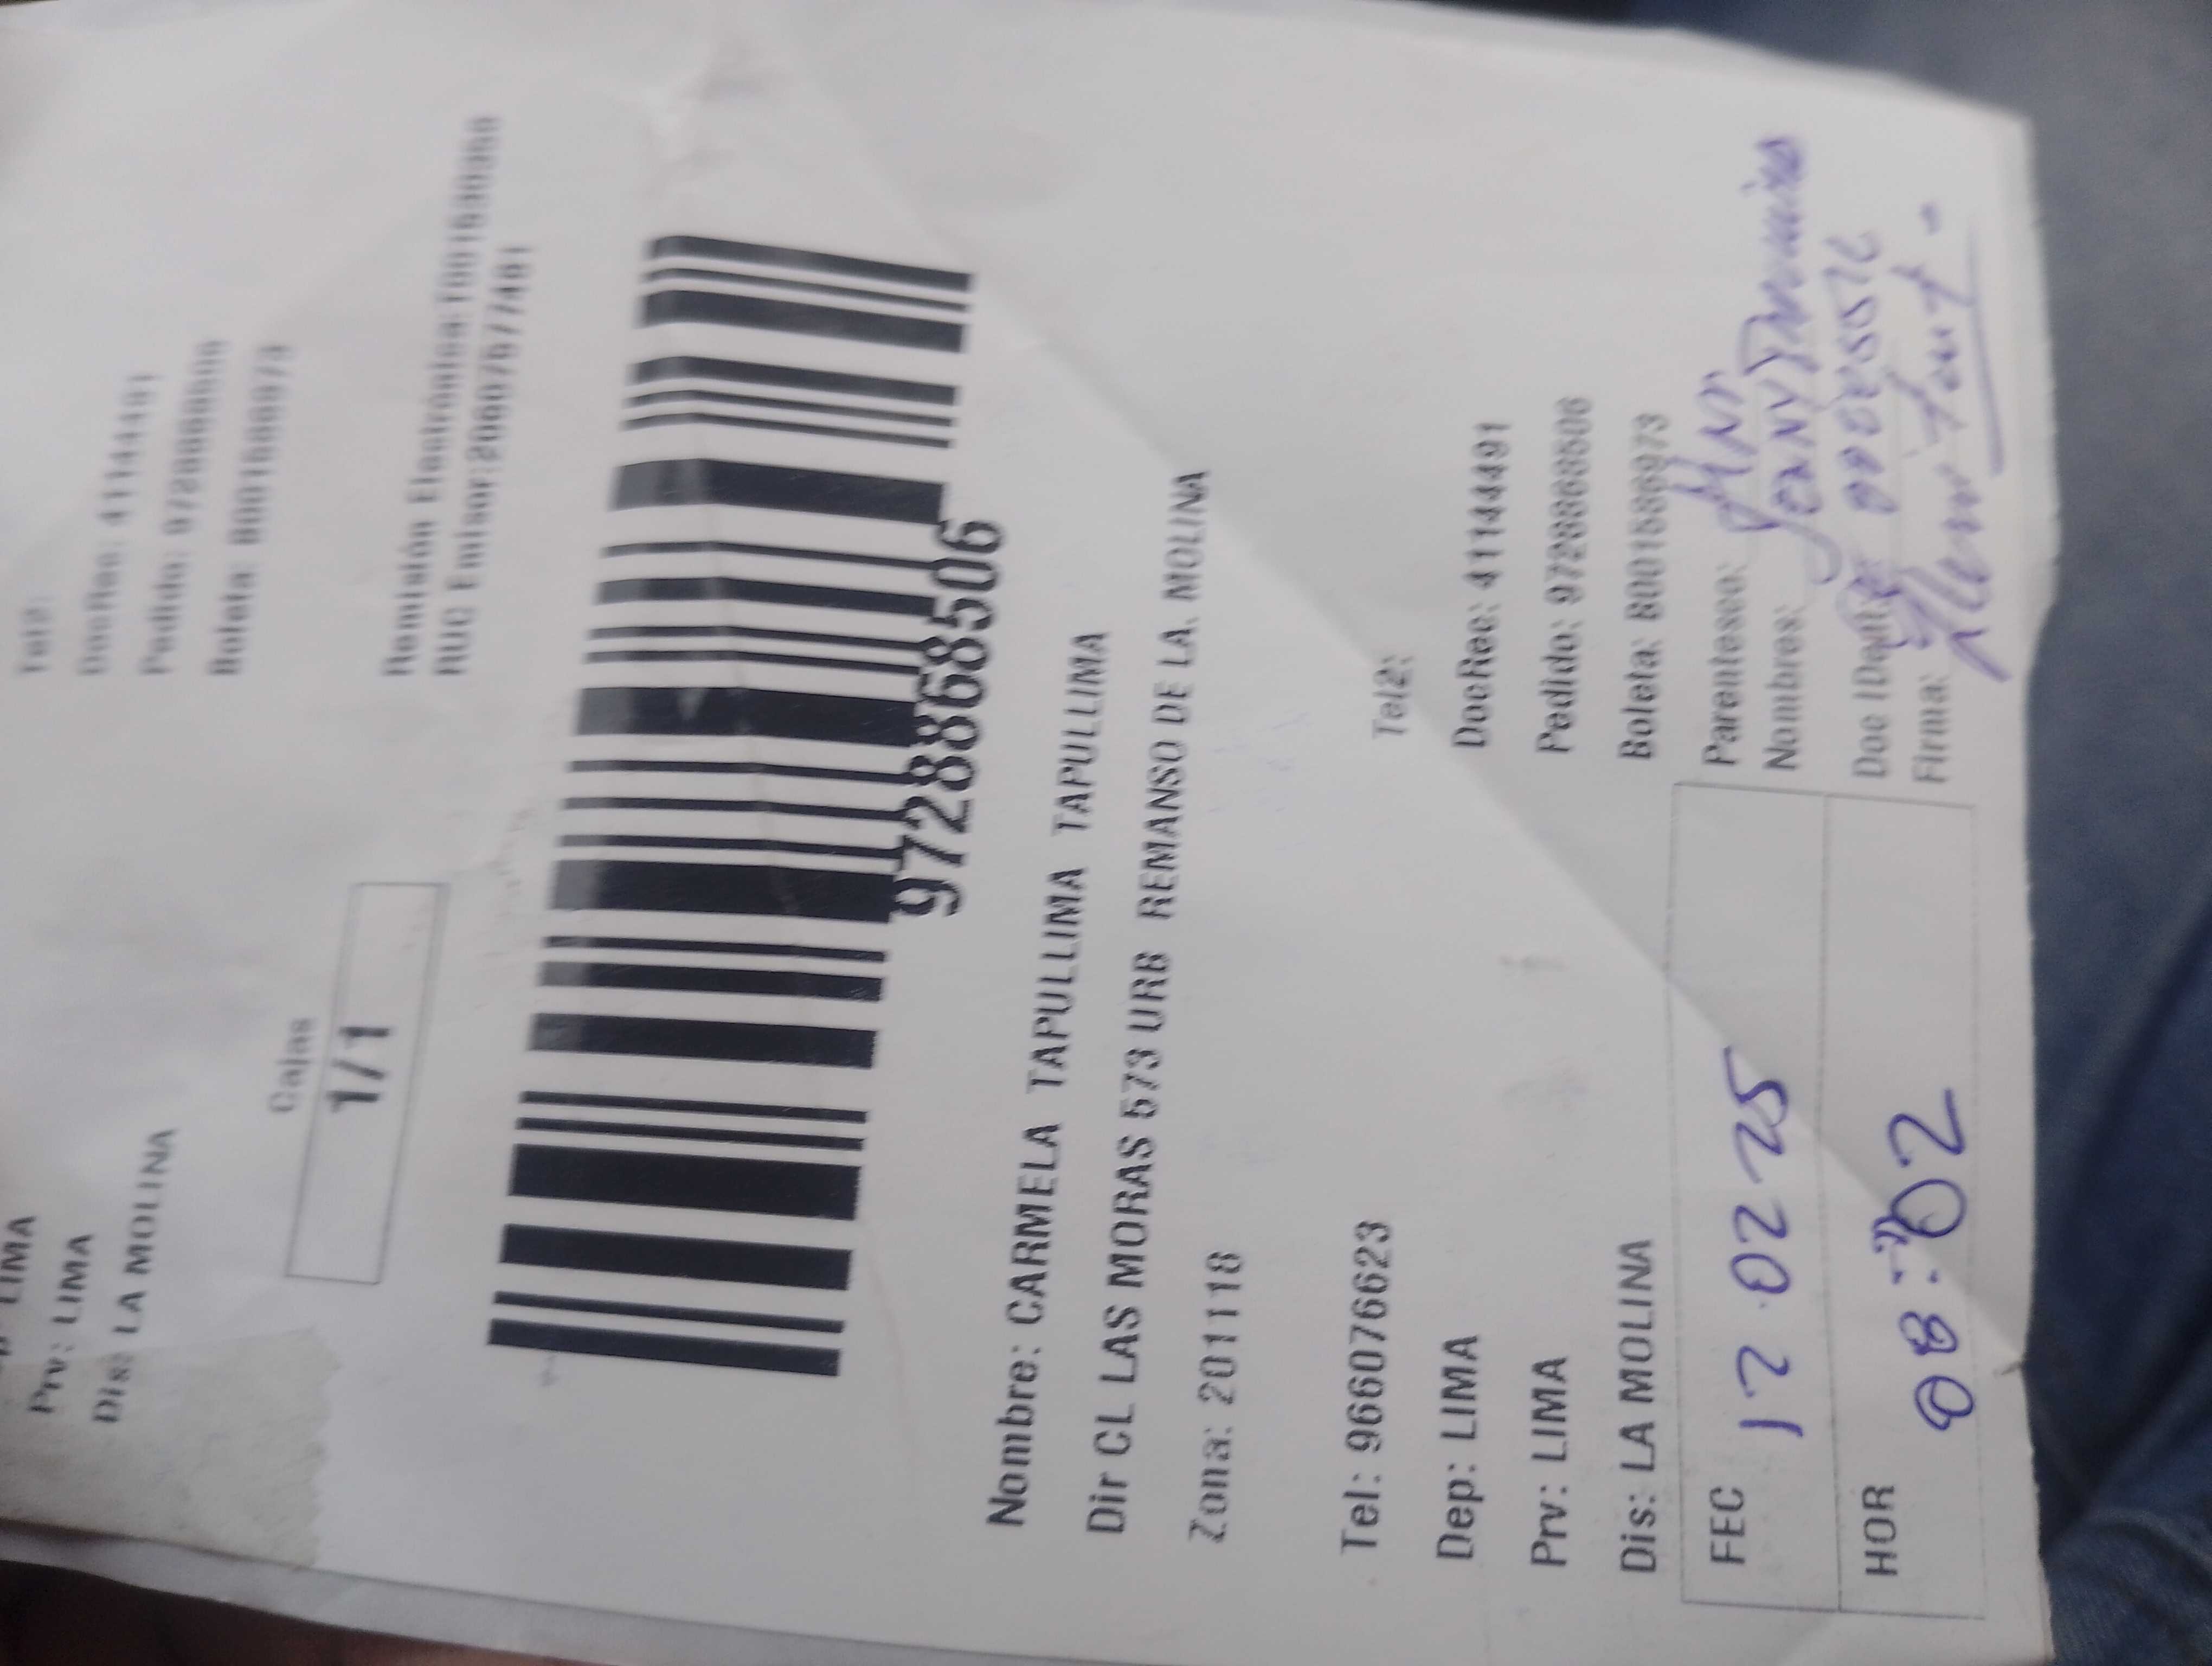 Tel2:
DocRec: 41144491
Pedido: 9728868506
Boleta: B001586973
LIMA
Prv: LIMA
Dis: LA MOLINA
Remisión Electrónica:
RUC Emisor:
Cajas
1/1
9728868506
Nombre: CARMELA TAPULLIMA TAPULLIMA
Dir CL LAS MORAS 573 URB REMANSO DE LA. MOLINA
Zona: 201118
Tel: 966076623 Tel2:
Dep: LIMA DocRec: 41144491
Prv: LIMA Pedido: 9728868506
Dis: LA MOLINA Boleta: B001586973
FEC 12 02 25 Parentesco:
Nombres:
HOR 08:02 Doc IDent:
Firma: